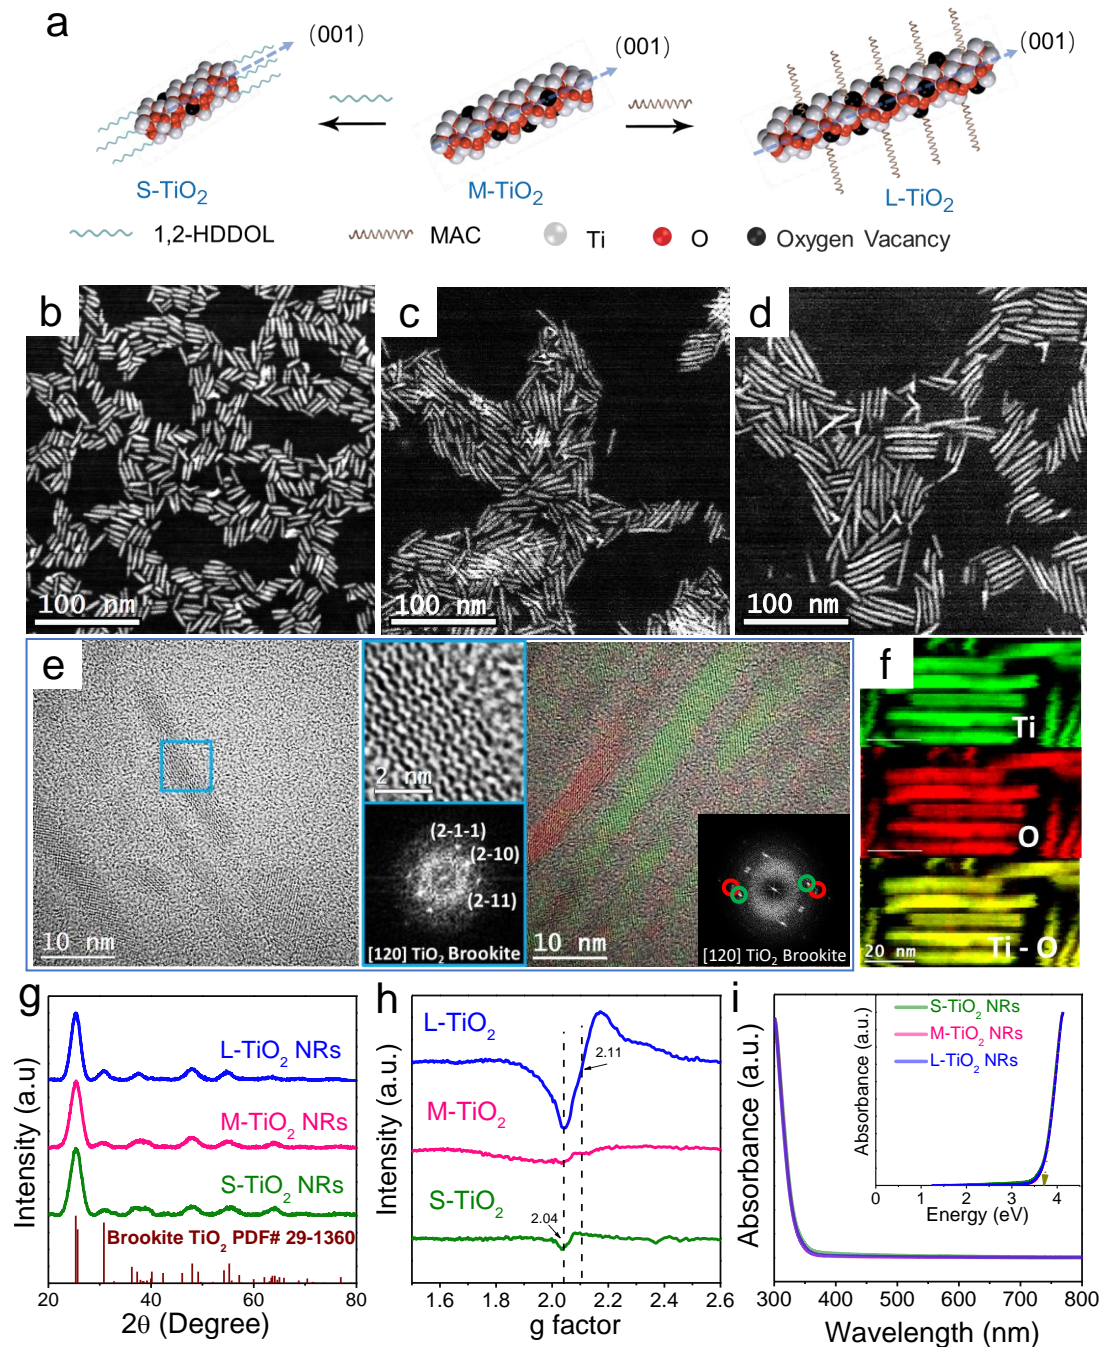 a
(001)
(001)
(001)
S-TiO2
M-TiO2
L-TiO2
1,2-HDDOL
MAC
Ti
O
Oxygen Vacancy
b
c
d
100 nm
100 nm
100 nm
e
10 nm
2 nm
(2-1-1)
(2-10)
(2-11)
[120] TiO2 Brookite
10 nm
[120] TiO2 Brookite
f
Ti
O
Ti - O
20 nm
g
L-TiO2 NRs
M-TiO2 NRs
S-TiO2 NRs
Brookite TiO2 PDF# 29-1360
Intensity (a.u)
20 40 60 80
2θ (Degree)
h
L-TiO2
2.11
M-TiO2
S-TiO2
2.04
Intensity (a.u.)
1.6 1.8 2.0 2.2 2.4 2.6
g factor
i
S-TiO2 NRs
M-TiO2 NRs
L-TiO2 NRs
Absorbance (a.u.)
0 1 2 3 4
Energy (eV)
Absorbance (a.u.)
300 400 500 600 700 800
Wavelength (nm)